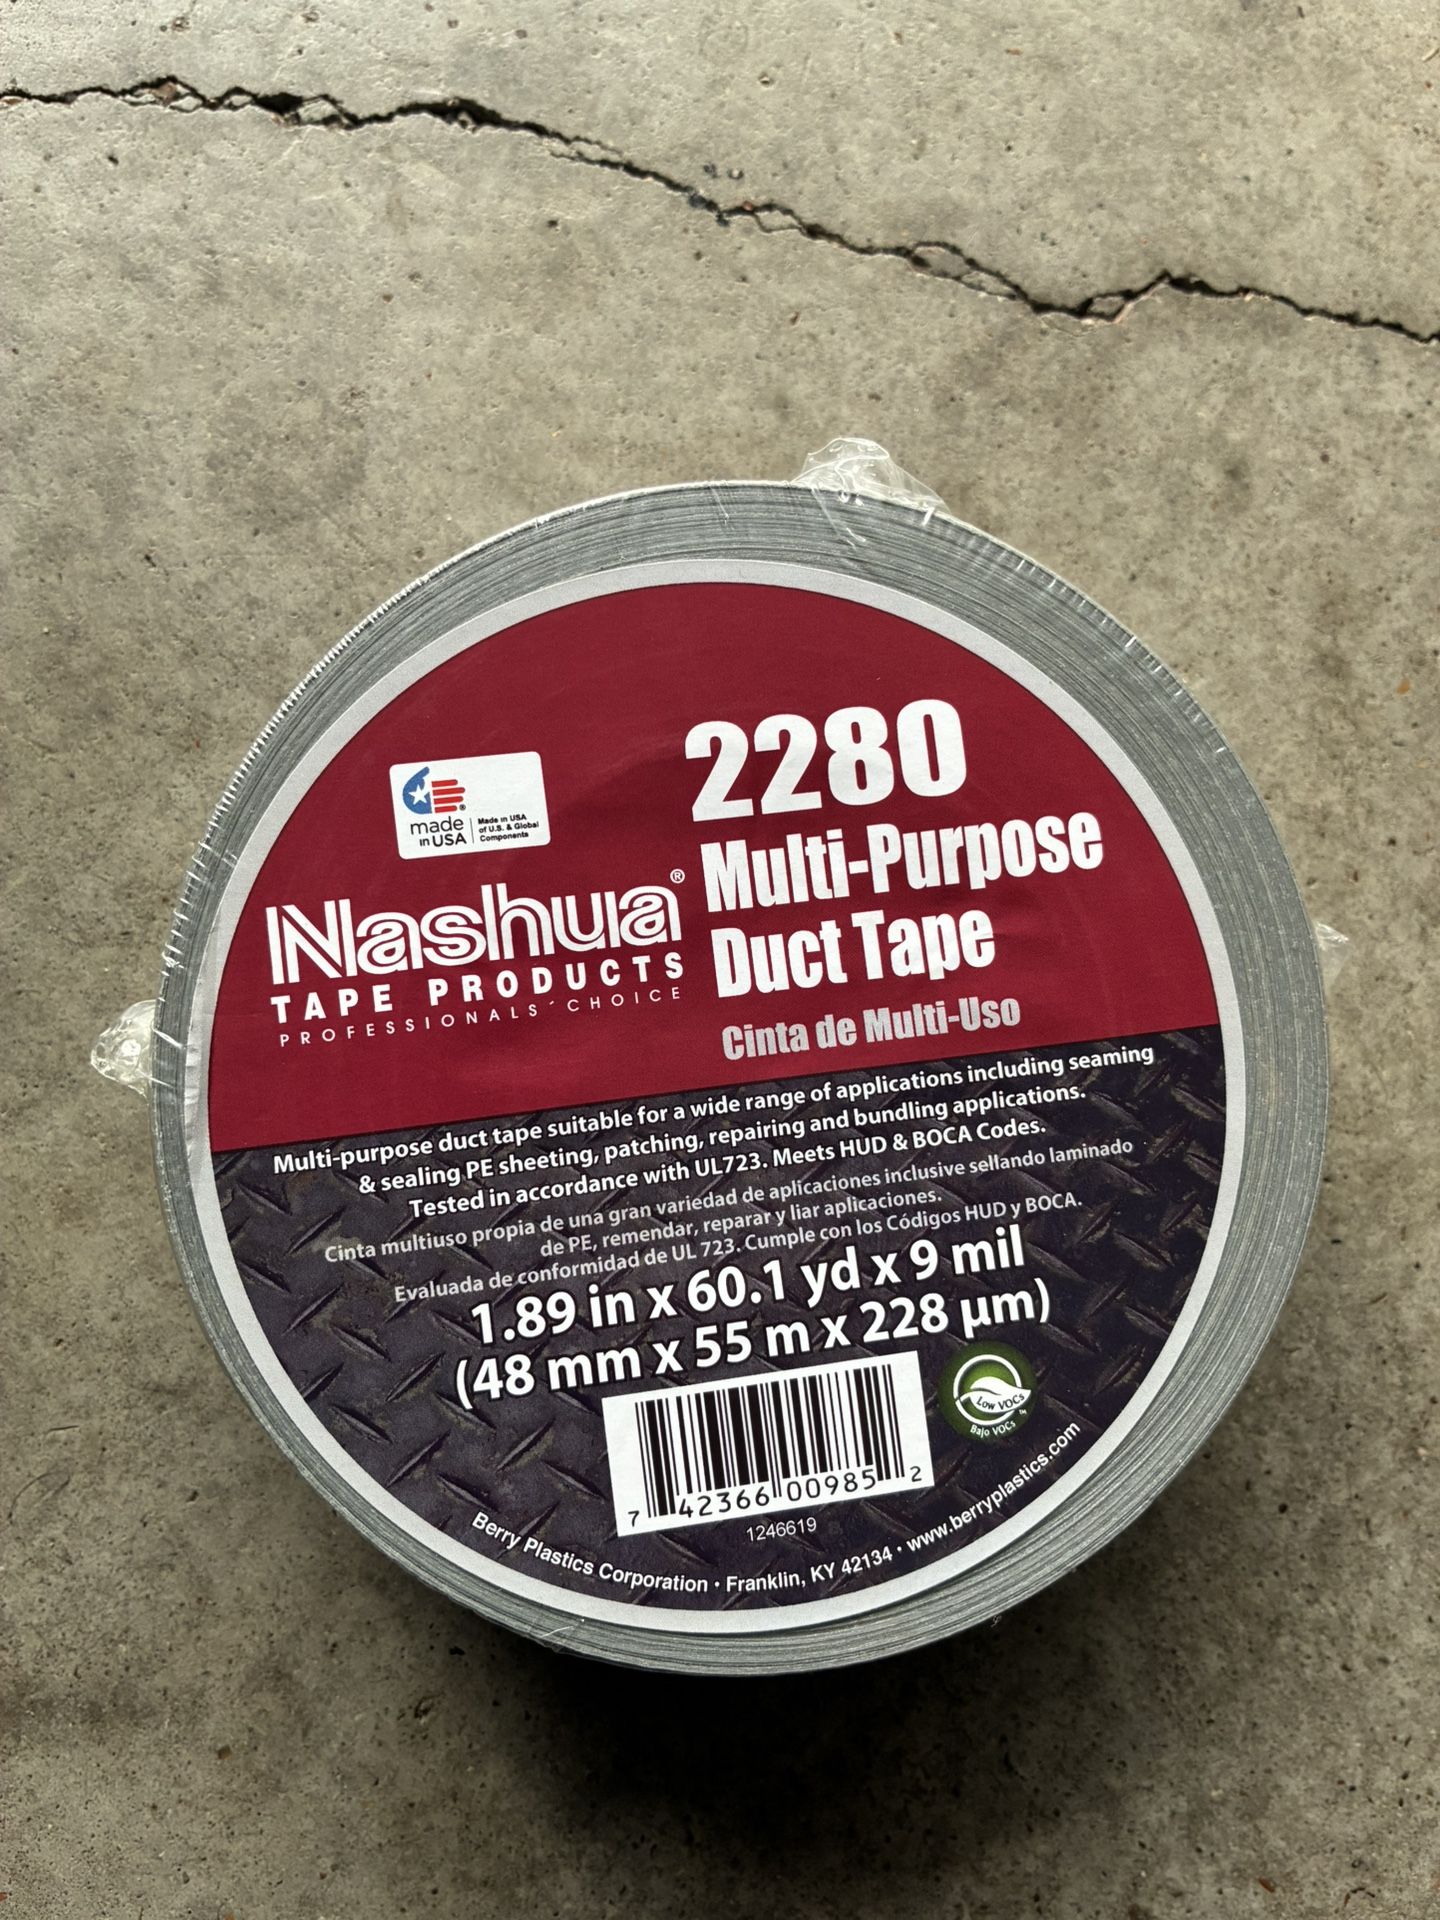 2280
Multi-Purpose
Duct Tape
Cinta de Multi-Uso
made
in USA
Made in USA
of U.S. & Global
Components
®
Nashua®
TAPE PRODUCTS
PROFESSIONALS´ CHOICE
Multi-purpose duct tape suitable for a wide range of applications including seaming
& sealing PE sheeting, patching, repairing and bundling applications.
Tested in accordance with UL723. Meets HUD & BOCA Codes.
Cinta multiuso propia de una gran variedad de aplicaciones inclusive sellando laminado
de PE, remendar, reparar y liar aplicaciones.
Evaluada de conformidad de UL 723. Cumple con los Códigos HUD y BOCA.
1.89 in x 60.1 yd x 9 mil
(48 mm x 55 m x 228 µm)
Low VOCs
Bajo VOCs™
7 42366 00985 2
1246619
Berry Plastics Corporation • Franklin, KY 42134 • www.berryplastics.com